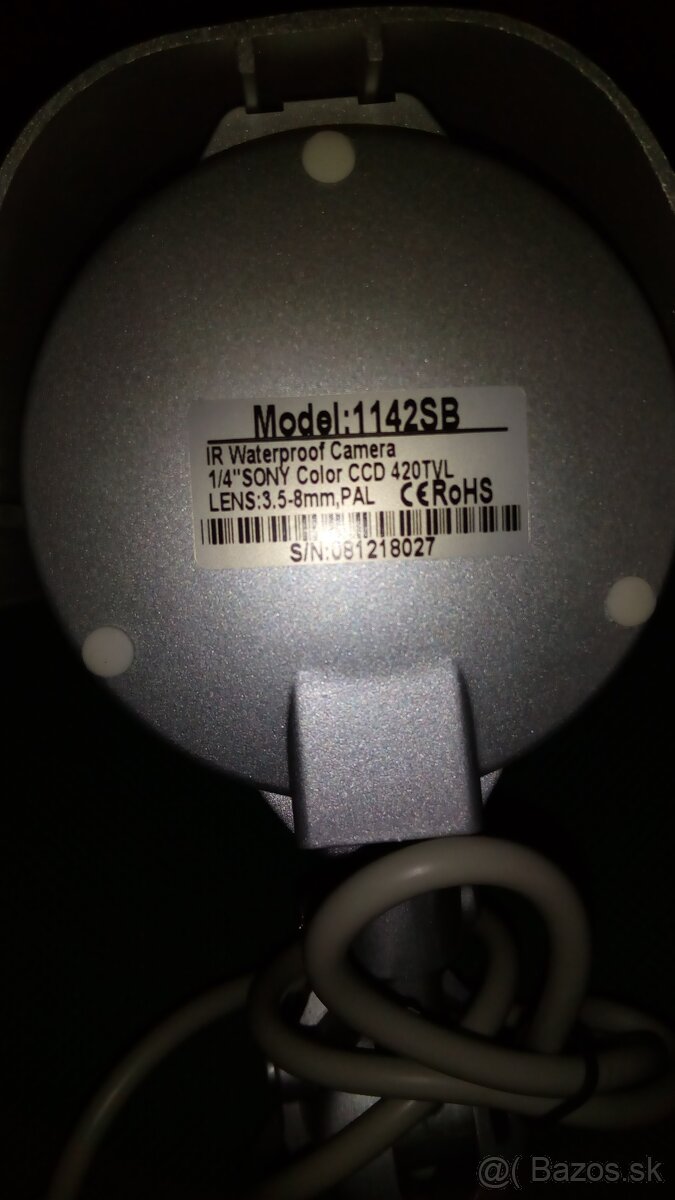 Model:1142SB
IR Waterproof Camera
1/4"SONY Color CCD 420TVL
LENS:3.5-8mm,PAL CE RoHS
S/N:081218027
@( Bazos.sk